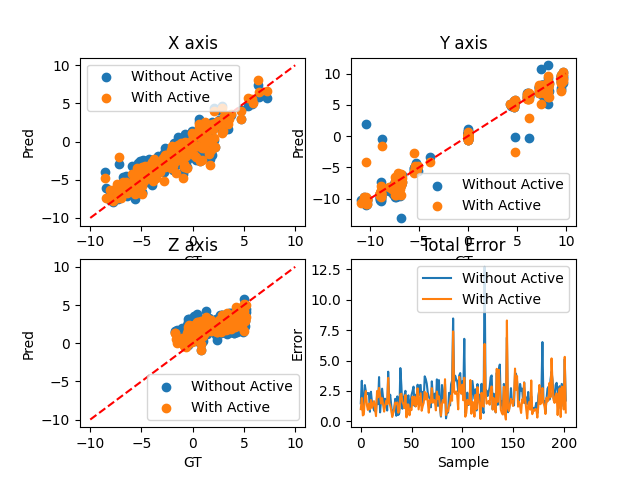 X axis
Y axis
10
5
0
−5
−10
Pred
Without Active
With Active
−10
−5
0
5
10
10
5
0
−5
−10
Pred
Without Active
With Active
−10
−5
0
5
10
Z axis
Total Error
10
5
0
−5
−10
Pred
Without Active
With Active
−10
−5
0
5
10
GT
12.5
10.0
7.5
5.0
2.5
0.0
Error
Without Active
With Active
0
50
100
150
200
Sample